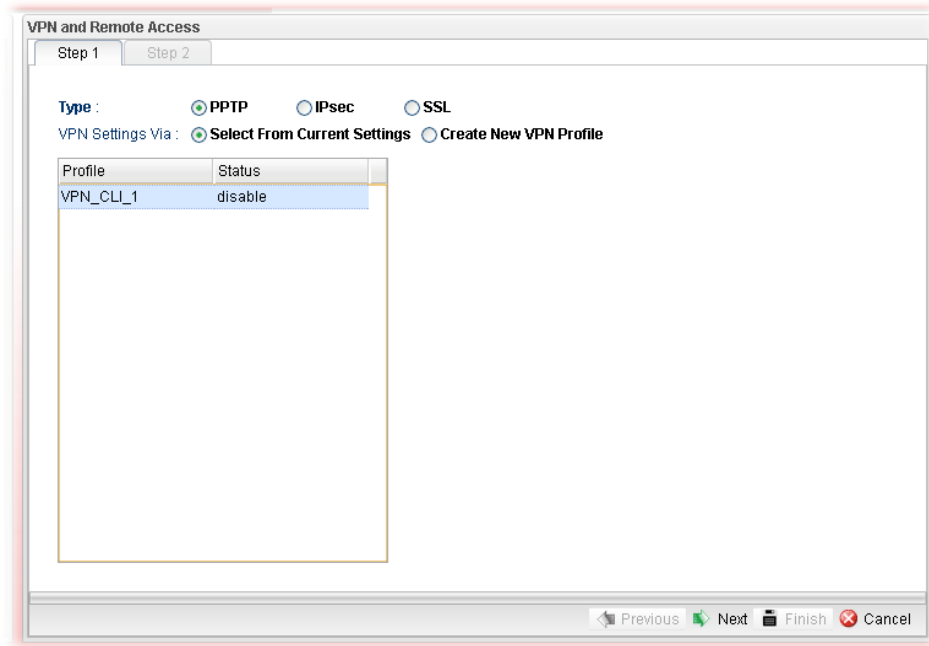 VPN and Remote Access
Step 1 Step 2
Type : PPTP IPsec SSL
VPN Settings Via : Select From Current Settings Create New VPN Profile
Profile Status
VPN_CLI_1 disable
Previous Next Finish Cancel